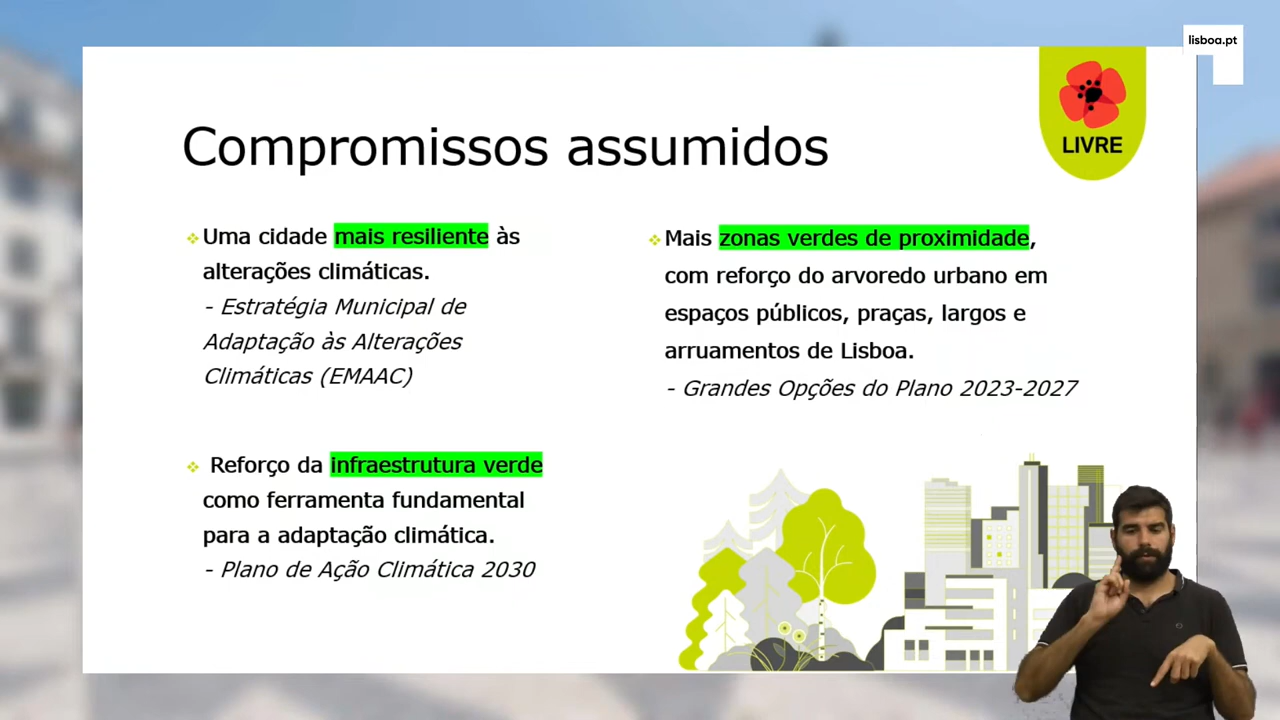 lisboa.pt
LIVRE
Compromissos assumidos
Uma cidade mais resiliente às
alterações climáticas.
- Estratégia Municipal de
Adaptação às Alterações
Climáticas (EMAAC)
Reforço da infraestrutura verde
como ferramenta fundamental
para a adaptação climática.
- Plano de Ação Climática 2030
Mais zonas verdes de proximidade,
com reforço do arvoredo urbano em
espaços públicos, praças, largos e
arruamentos de Lisboa.
- Grandes Opções do Plano 2023-2027